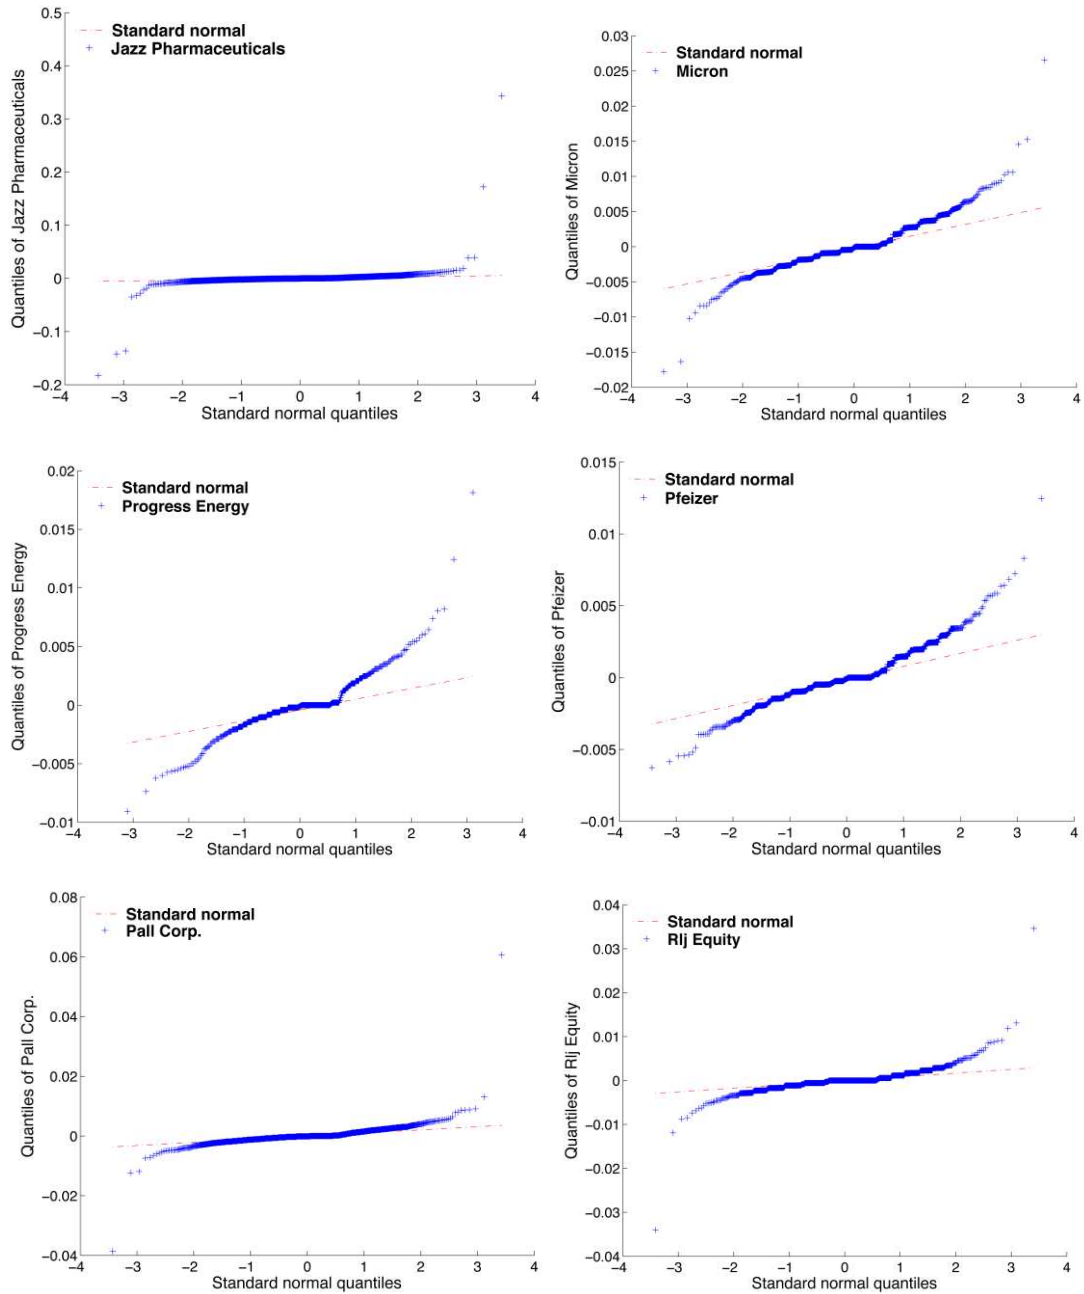 0.5
Standard normal
Jazz Pharmaceuticals
0.4
0.3
0.2
0.1
0
−0.1
−0.2
Quantiles of Jazz Pharmaceuticals
−4 −3 −2 −1 0 1 2 3 4
Standard normal quantiles
0.03
Standard normal
Micron
0.025
0.02
0.015
0.01
0.005
0
−0.005
−0.01
−0.015
−0.02
Quantiles of Micron
−4 −3 −2 −1 0 1 2 3 4
Standard normal quantiles
0.02
Standard normal
Progress Energy
0.015
0.01
0.005
0
−0.005
−0.01
Quantiles of Progress Energy
−4 −3 −2 −1 0 1 2 3 4
Standard normal quantiles
0.015
Standard normal
Pfeizer
0.01
0.005
0
−0.005
−0.01
Quantiles of Pfeizer
−4 −3 −2 −1 0 1 2 3 4
Standard normal quantiles
0.08
Standard normal
Pall Corp.
0.06
0.04
0.02
0
−0.02
−0.04
Quantiles of Pall Corp.
−4 −3 −2 −1 0 1 2 3 4
Standard normal quantiles
0.04
Standard normal
Rlj Equity
0.03
0.02
0.01
0
−0.01
−0.02
−0.03
−0.04
Quantiles of Rlj Equity
−4 −3 −2 −1 0 1 2 3 4
Standard normal quantiles